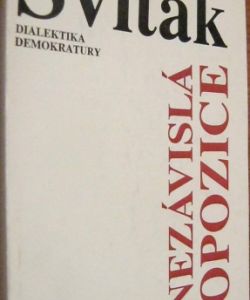 Sviták
DIALEKTIKA
DEMOKRATURY
NEZÁVISLÁ
OPOZICE